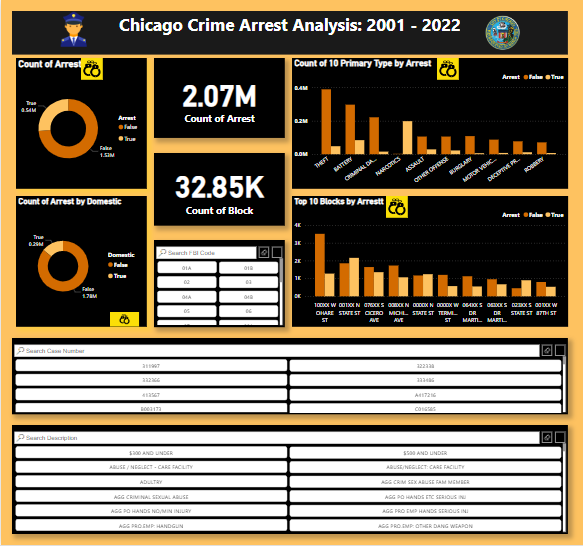 Chicago Crime Arrest Analysis: 2001 - 2022
Count of Arrest
True
0.54M
Arrest
False
True
False
1.53M
2.07M
Count of Arrest
32.85K
Count of Block
Count of 10 Primary Type by Arrest
Arrest False True
0.4M
0.2M
0.0M
THEFT
BATTERY
CRIMINAL DA...
NARCOTICS
ASSAULT
OTHER OFFENSE
BURGLARY
MOTOR VEHIC...
DECEPTIVE PR...
ROBBERY
Count of Arrest by Domestic
True
0.29M
Domestic
False
True
False
1.78M
Search FBI Code
01A 01B
02 03
04A 04B
05 06
Top 10 Blocks by Arrest
Arrest False True
4K
3K
2K
1K
0K
100XX W OHARE ST
001XX N STATE ST
076XX S CICERO AVE
008XX N MICHI... AVE
0000X N STATE ST
0000X W TERMI... ST
064XX S DR MARTI...
063XX S DR MARTI...
023XX S STATE ST
001XX W 87TH ST
Search Case Number
311997 322338
332366 333486
413567 A417216
B003173 C016585
Search Description
$300 AND UNDER $500 AND UNDER
ABUSE / NEGLECT - CARE FACILITY ABUSE/NEGLECT: CARE FACILITY
ADULTRY AGG CRIM SEX ABUSE FAM MEMBER
AGG CRIMINAL SEXUAL ABUSE AGG PO HANDS ETC SERIOUS INJ
AGG PO HANDS NO/MIN INJURY AGG PRO EMP HANDS SERIOUS INJ
AGG PRO.EMP: HANDGUN AGG PRO.EMP: OTHER DANG WEAPON